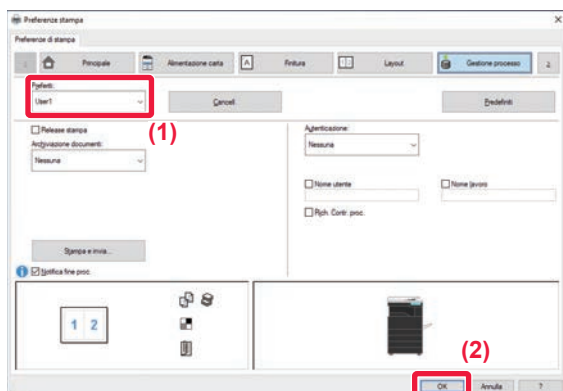 Preferenze stampa
Preferenze di stampa
Principale
Alimentazione carta
Finitura
Layout
Gestione processo
Preferiti:
User1
Cancell.
Predefiniti
(1)
Release stampa
Archiviazione documenti:
Nessuna
Autenticazione:
Nessuna
Nome utente
Nome lavoro
Rich. Contr. proc.
Stampa e invia...
Notifica fine proc.
1 2
(2)
OK
Annulla
?